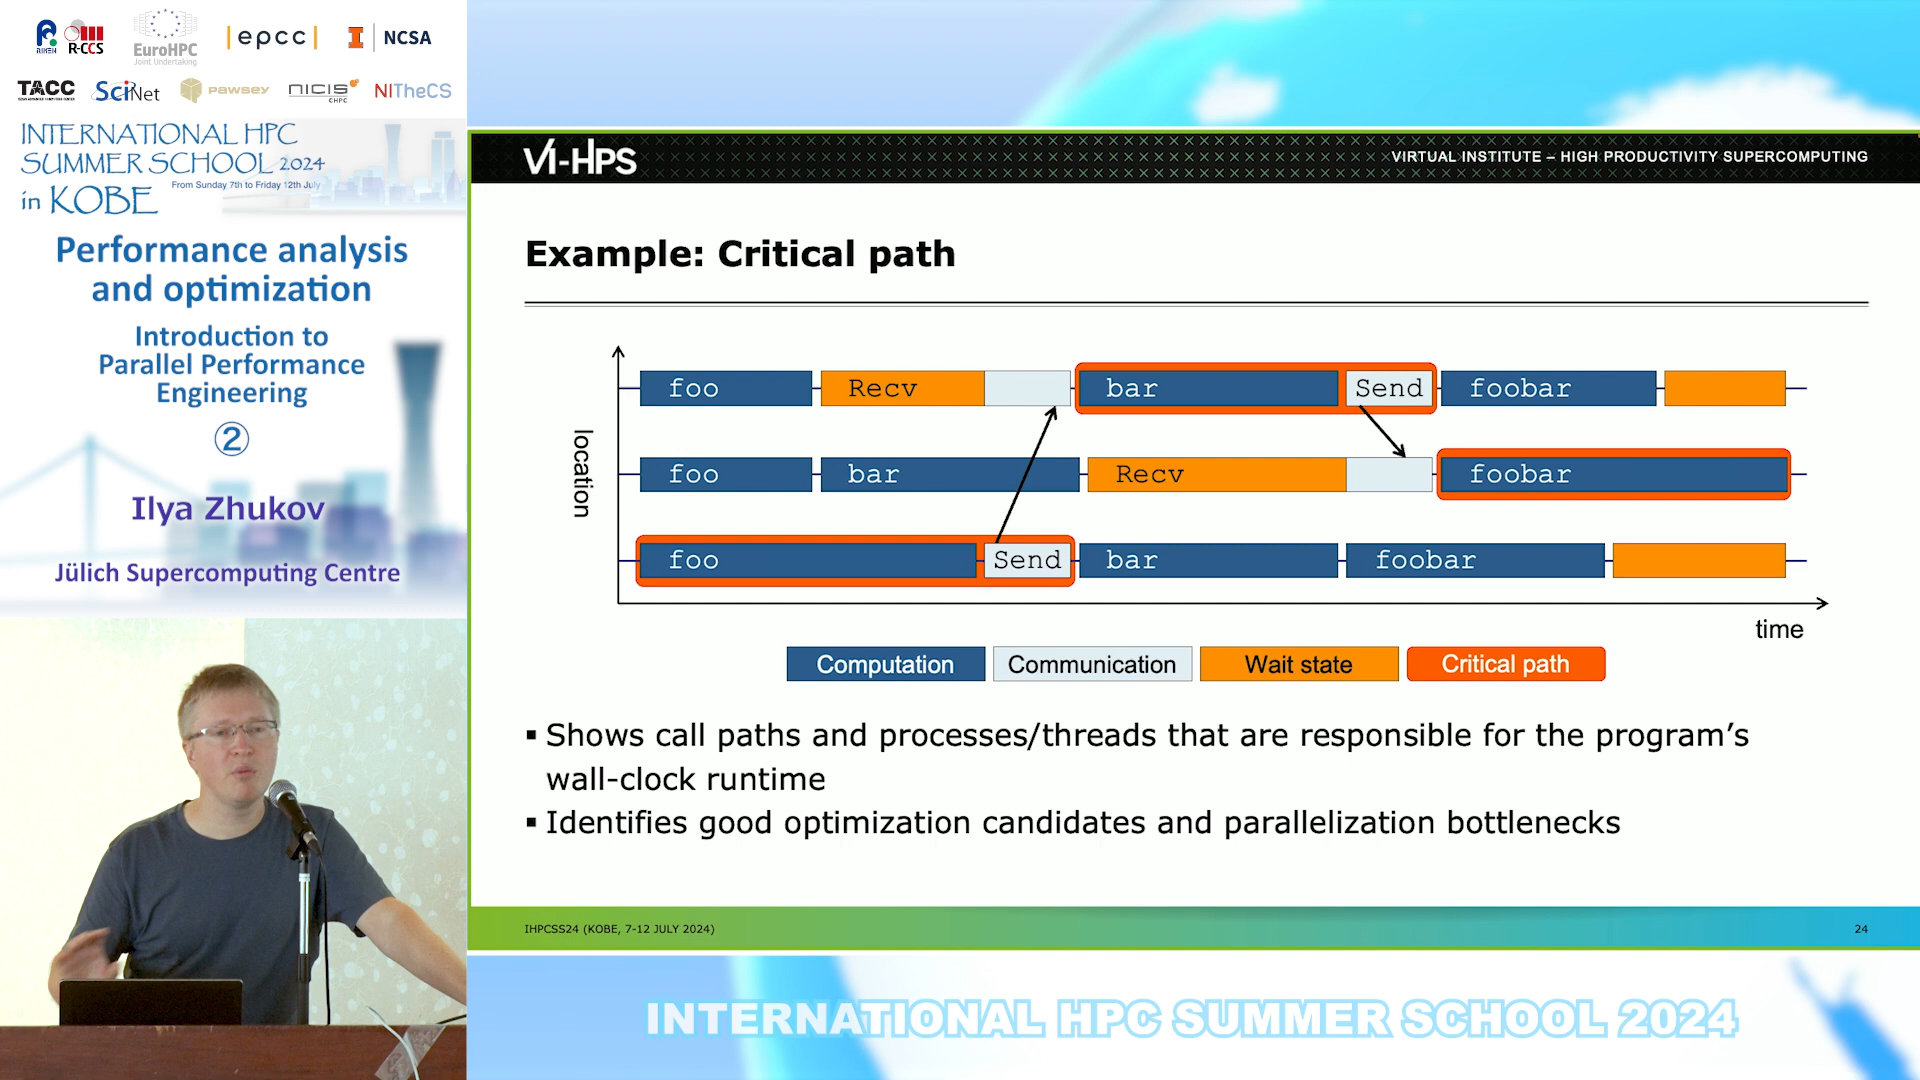 RIKEN R-CCS
EuroHPC
Joint Undertaking
epcc
NCSA
TACC
SciNet
PAWSEY
NICIS
CHPC
NITheCS
INTERNATIONAL HPC
SUMMER SCHOOL 2024
in KOBE
From Sunday 7th to Friday 12th July
Performance analysis
and optimization
Introduction to
Parallel Performance
Engineering
②
Ilya Zhukov
Jülich Supercomputing Centre
VI-HPS
VIRTUAL INSTITUTE – HIGH PRODUCTIVITY SUPERCOMPUTING
Example: Critical path
location
foo Recv bar Send foobar
foo bar Recv foobar
foo Send bar foobar
time
Computation Communication Wait state Critical path
▪ Shows call paths and processes/threads that are responsible for the program’s
wall-clock runtime
▪ Identifies good optimization candidates and parallelization bottlenecks
IHPCSS24 (KOBE, 7-12 JULY 2024)
24
INTERNATIONAL HPC SUMMER SCHOOL 2024